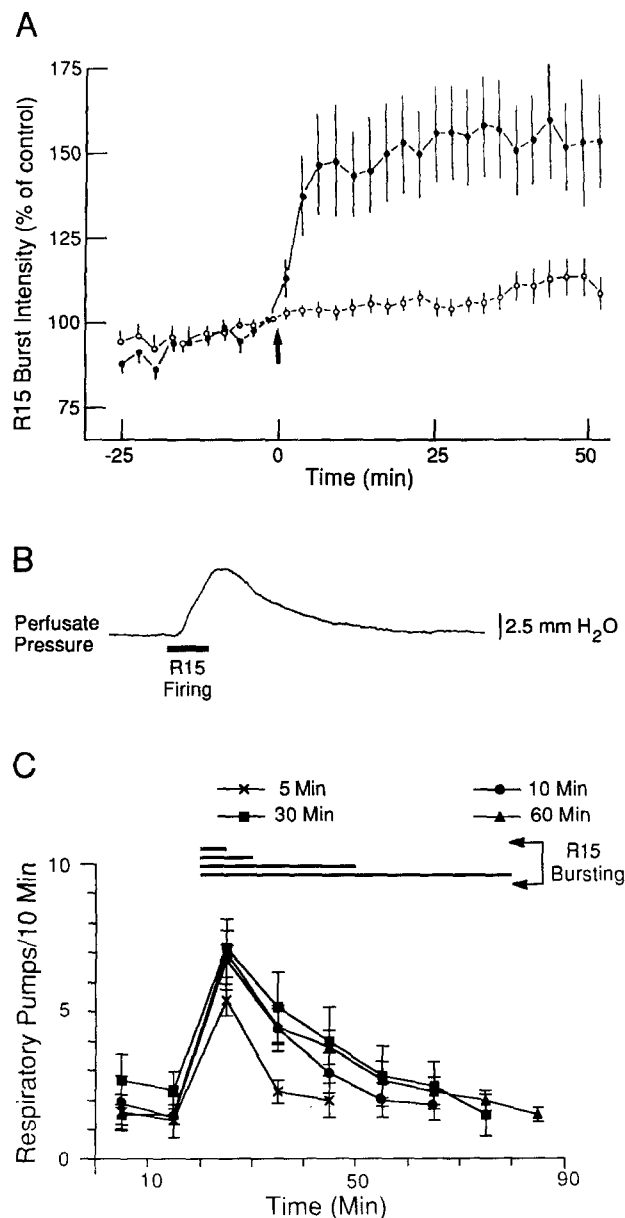 A
R15 Burst Intensity (% of control)
175
150
125
100
75
-25
0
25
50
Time (min)
B
Perfusate
Pressure
R15
Firing
2.5 mm H₂O
C
5 Min
10 Min
30 Min
60 Min
R15
Bursting
Respiratory Pumps/10 Min
10
5
0
10
50
90
Time (Min)